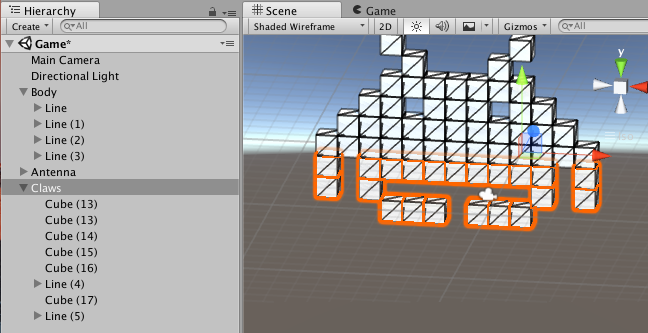 Hierarchy
Create
All
Game*
Main Camera
Directional Light
Body
Line
Line (1)
Line (2)
Line (3)
Antenna
Claws
Cube (13)
Cube (13)
Cube (14)
Cube (15)
Cube (16)
Line (4)
Cube (17)
Line (5)
Scene
Game
Shaded Wireframe
2D
Gizmos
All
y